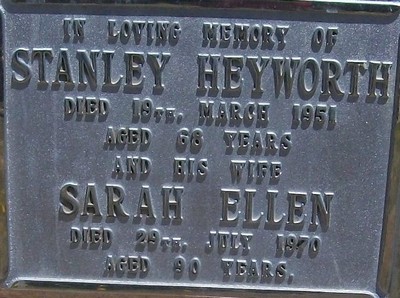 IN LOVING MEMORY OF
STANLEY HEYWORTH
DIED 19TH, MARCH 1951
AGED 68 YEARS
AND HIS WIFE
SARAH ELLEN
DIED 29TH, JULY 1970
AGED 90 YEARS.